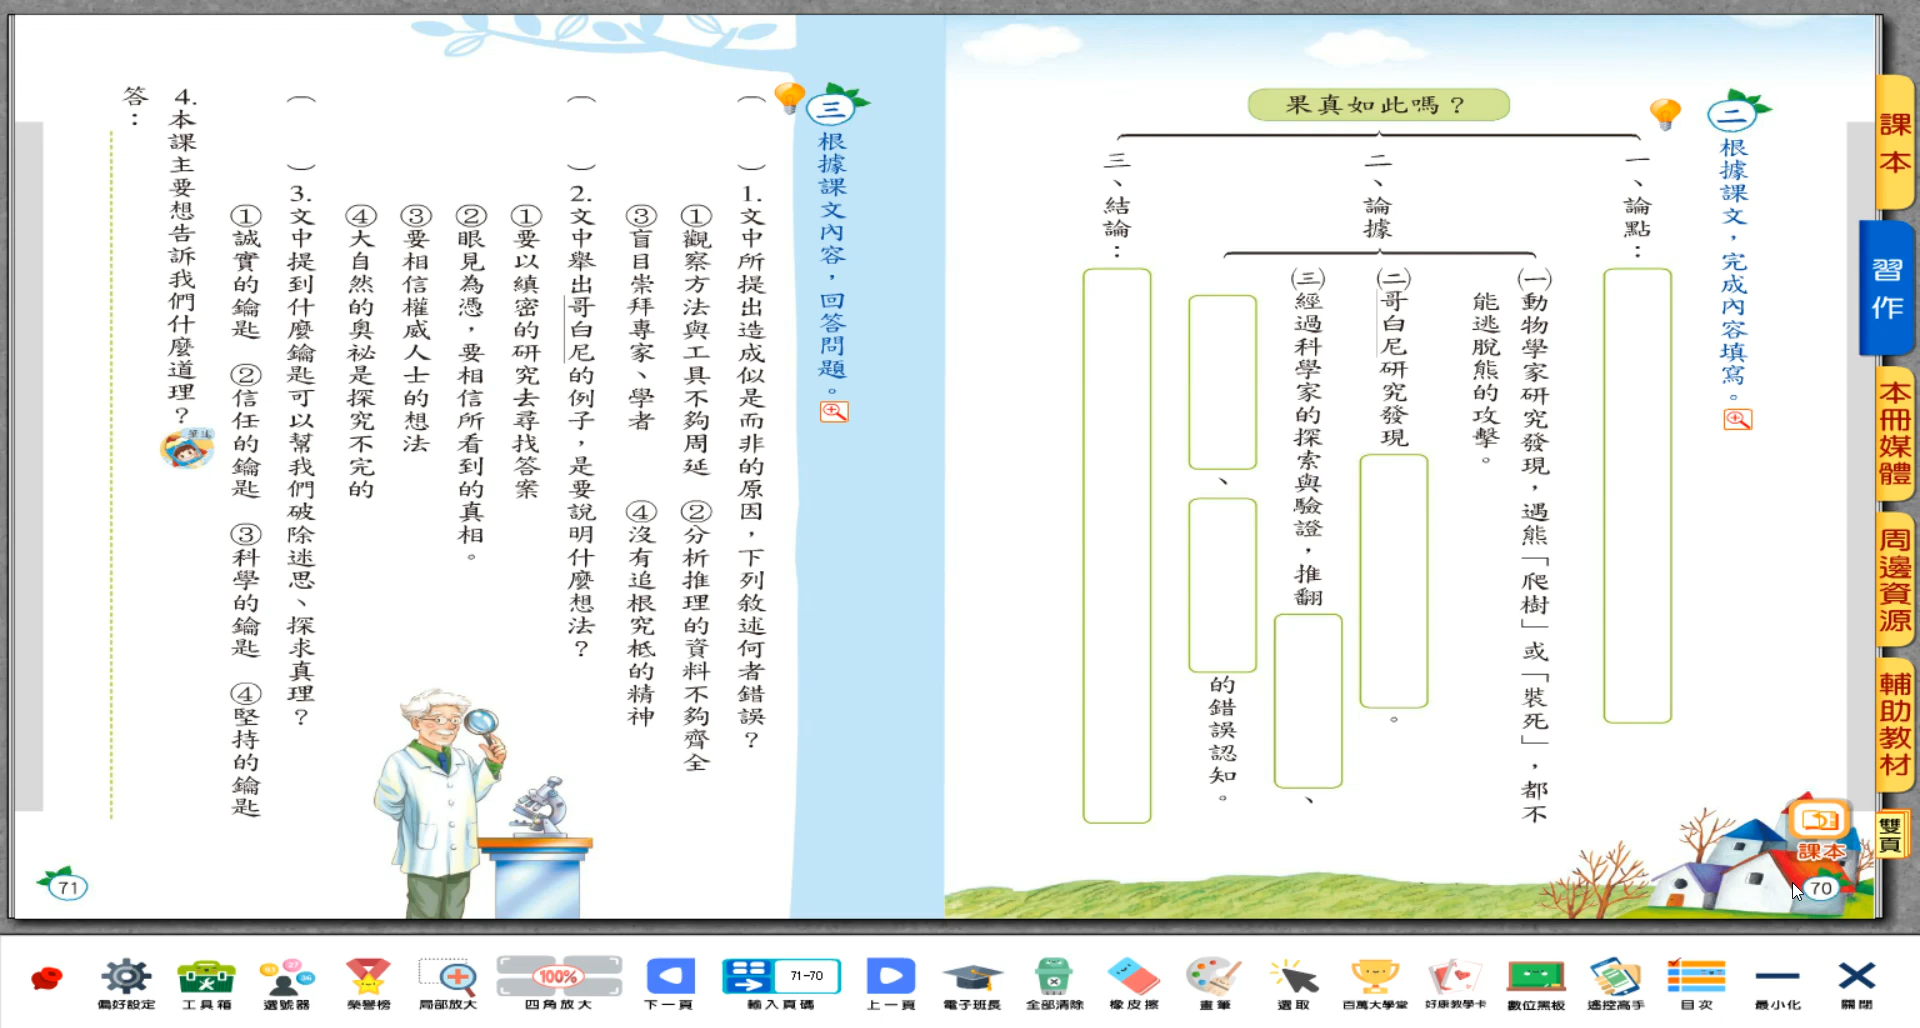 二
根據課文，完成內容填寫。
果真如此嗎？
一、論點：
二、論據
㈠動物學家研究發現，遇熊「爬樹」或「裝死」，都不
能逃脫熊的攻擊。
㈡哥白尼研究發現
。
㈢經過科學家的探索與驗證，推翻
、
、
的錯誤認知。
三、結論：
70
三
根據課文內容，回答問題。
（　）1.文中所提出造成似是而非的原因，下列敘述何者錯誤？
①觀察方法與工具不夠周延　②分析推理的資料不夠齊全
③盲目崇拜專家、學者　④沒有追根究柢的精神
（　）2.文中舉出哥白尼的例子，是要說明什麼想法？
①要以縝密的研究去尋找答案
②眼見為憑，要相信所看到的真相。
③要相信權威人士的想法
④大自然的奧祕是探究不完的
（　）3.文中提到什麼鑰匙可以幫我們破除迷思、探求真理？
①誠實的鑰匙　②信任的鑰匙　③科學的鑰匙　④堅持的鑰匙
4.本課主要想告訴我們什麼道理？
答：
71
課本
習作
本冊媒體
周邊資源
輔助教材
雙頁
課本
偏好設定
工具箱
選號器
榮譽榜
局部放大
100%
四角放大
下一頁
71-70
輸入頁碼
上一頁
電子班長
全部清除
橡皮擦
畫筆
選取
百萬大學堂
好康教學卡
數位黑板
遙控高手
目次
最小化
關閉